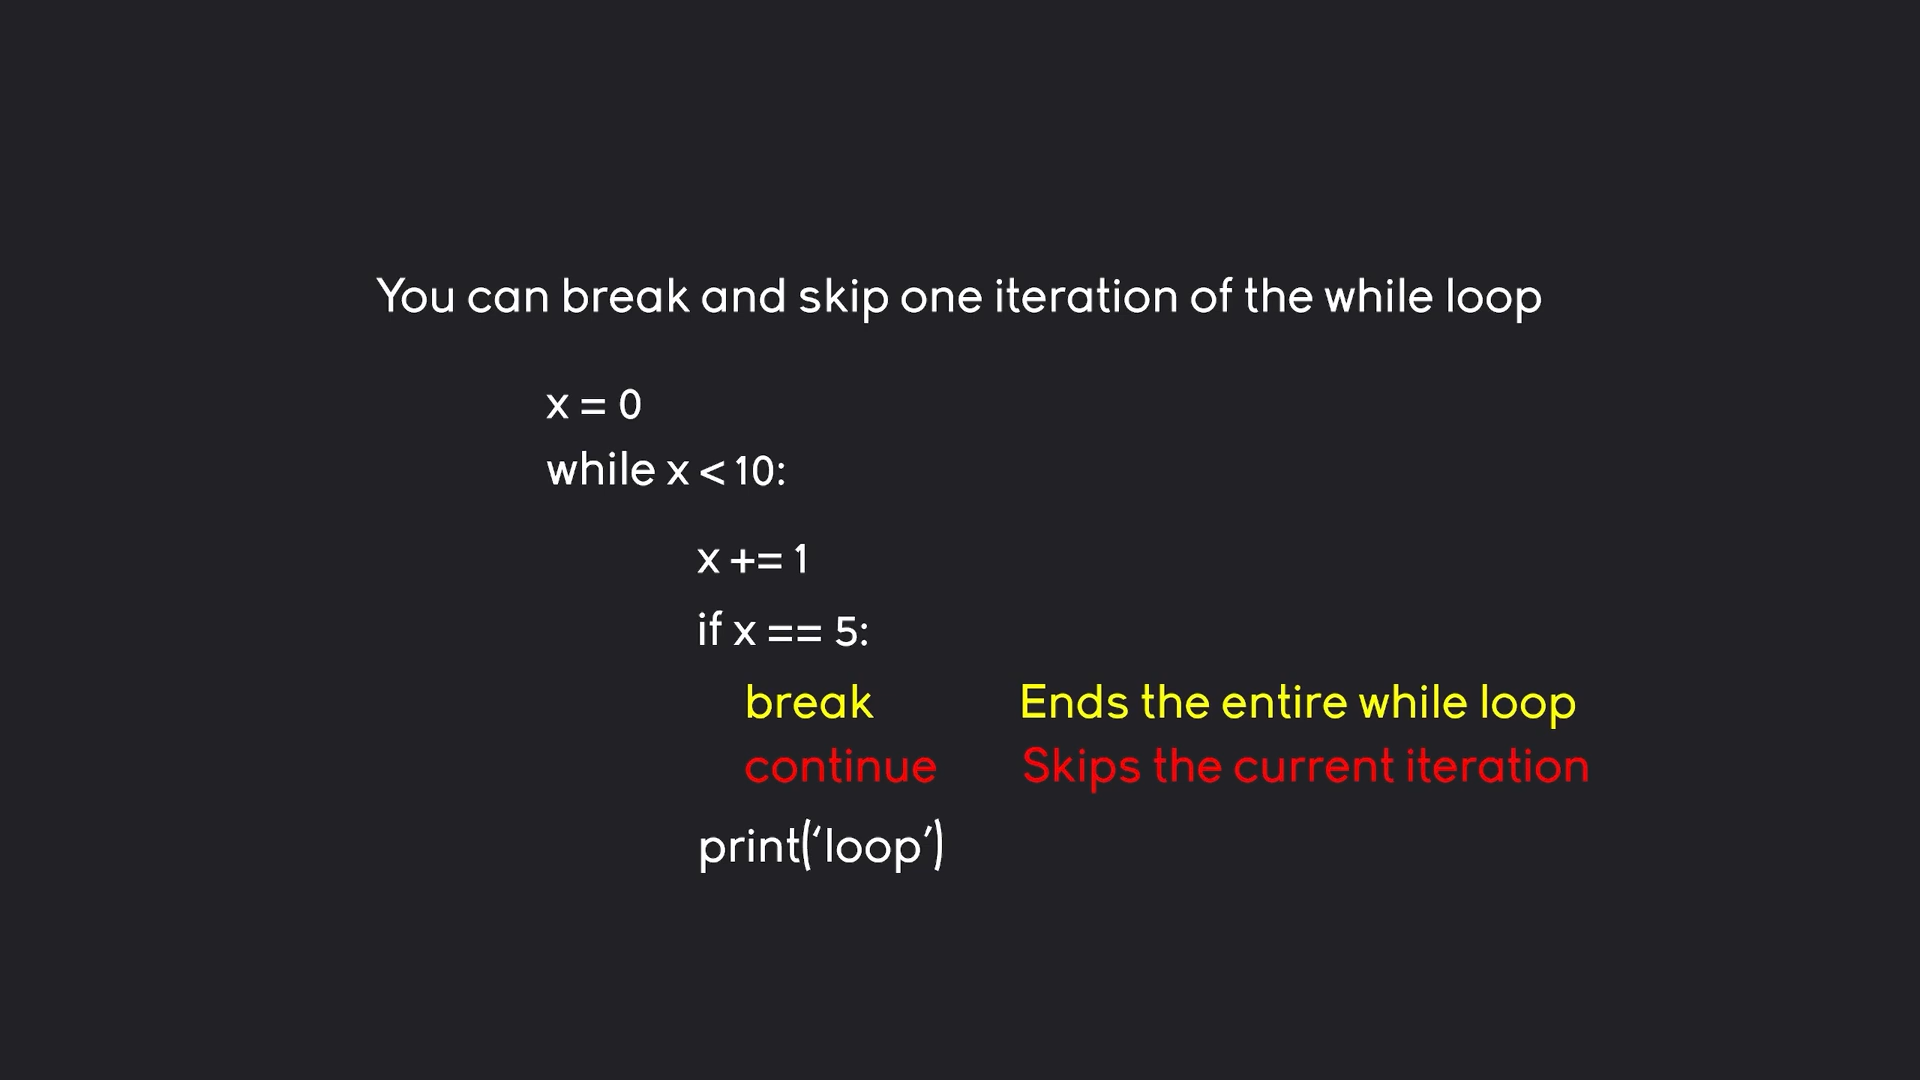 You can break and skip one iteration of the while loop
x = 0
while x < 10:
x += 1
if x == 5:
break Ends the entire while loop
continue Skips the current iteration
print(‘loop’)